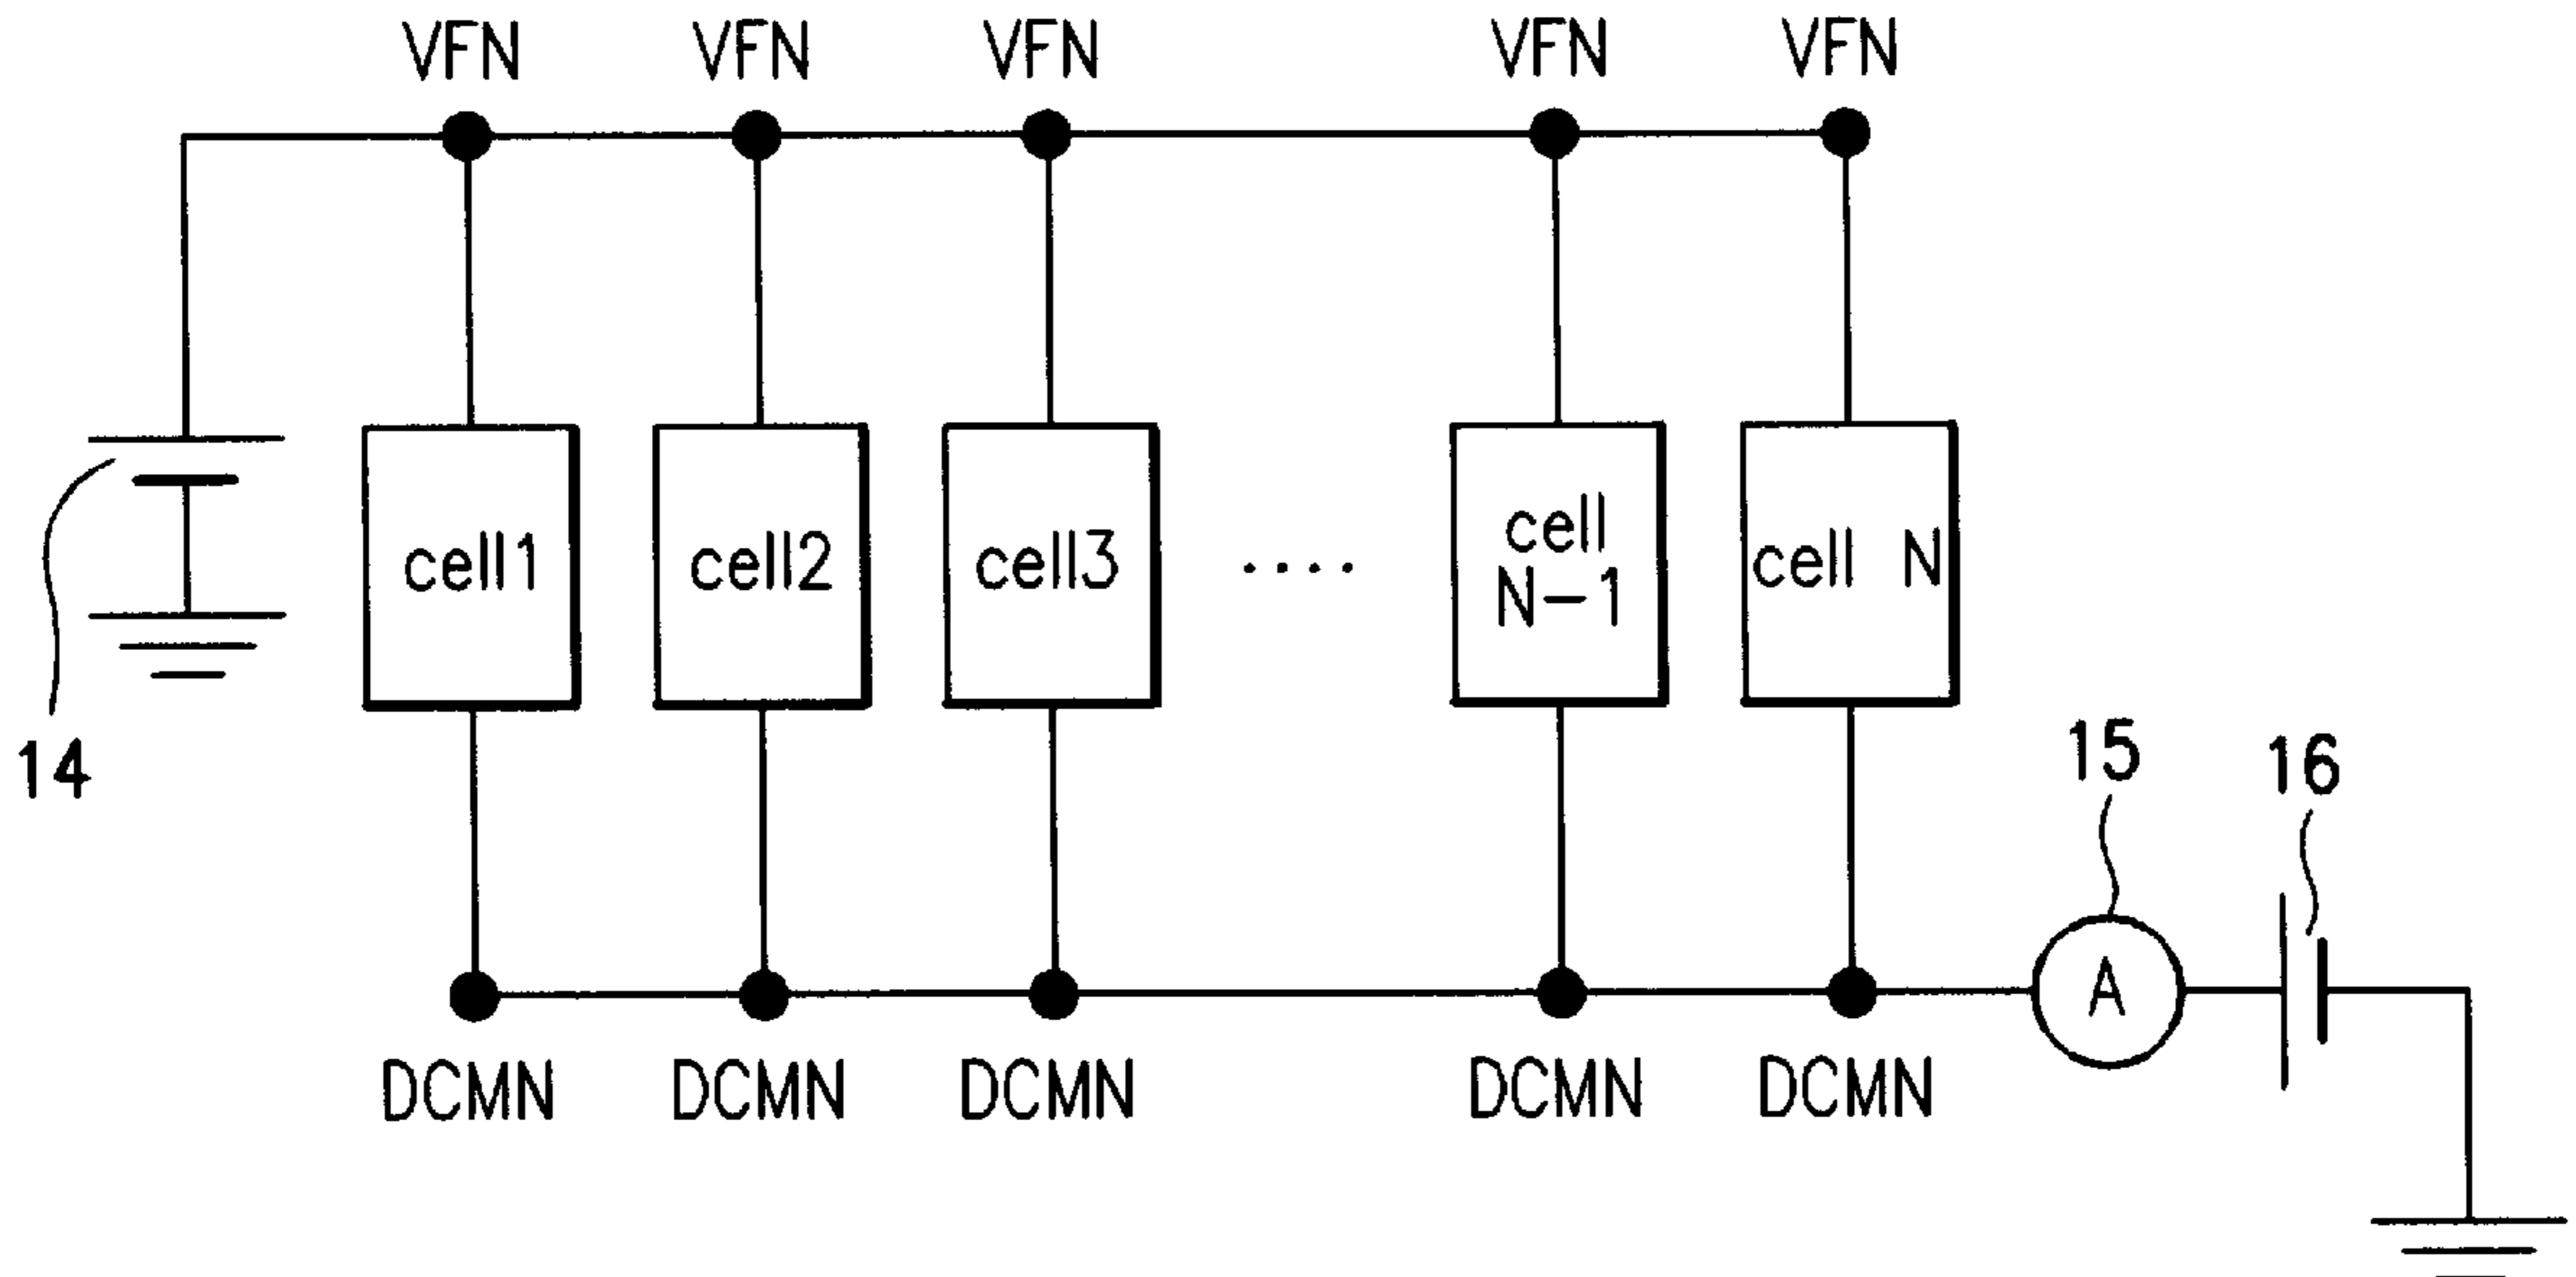 VFN VFN VFN VFN VFN
cell1 cell2 cell3 .... cell N-1 cell N
14
15
16
A
DCMN DCMN DCMN DCMN DCMN